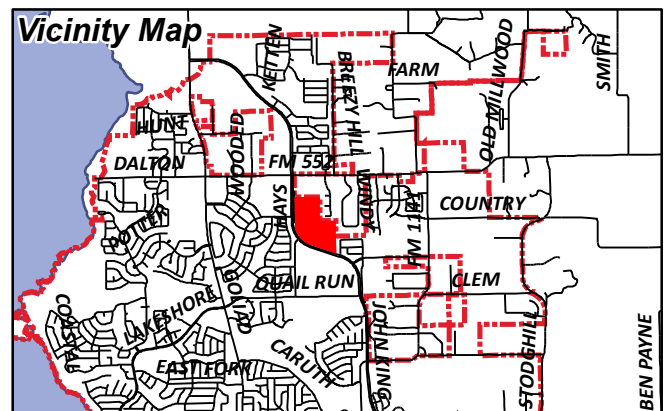 Vicinity Map
KETTEN
BREEZY HILL
FARM
OLD MILLWOOD
SMITH
HUNT
DALTON
WOODED
FM 552
HAYS
WINDY
FM 1141
COUNTRY
POTTER
GOLIAD
QUAIL RUN
CLEM
COASTAL
LAKESHORE
EAST FORK
CARUTH
JOHN KING
STODGHILL
BEN PAYNE